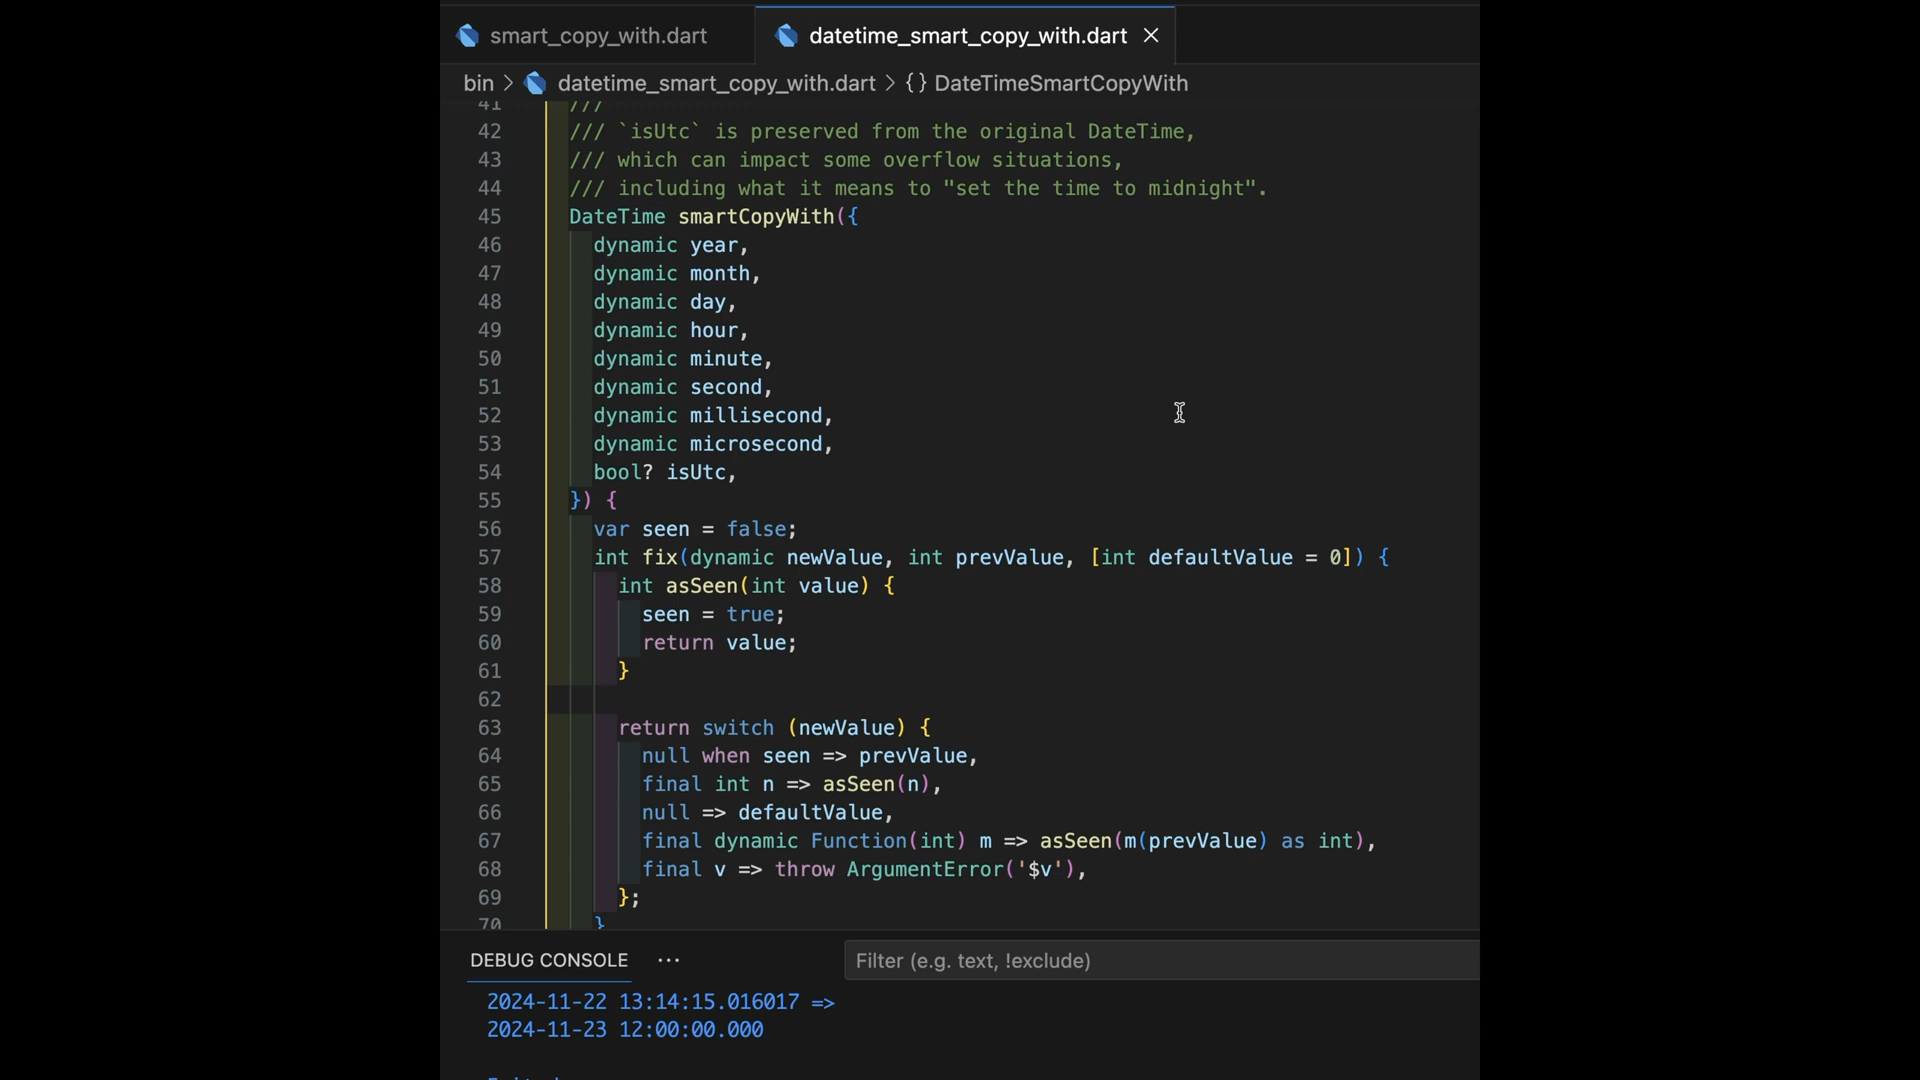 smart_copy_with.dart
datetime_smart_copy_with.dart
bin > datetime_smart_copy_with.dart > {} DateTimeSmartCopyWith
41 ///
42 /// `isUtc` is preserved from the original DateTime,
43 /// which can impact some overflow situations,
44 /// including what it means to "set the time to midnight".
45 DateTime smartCopyWith({
46 dynamic year,
47 dynamic month,
48 dynamic day,
49 dynamic hour,
50 dynamic minute,
51 dynamic second,
52 dynamic millisecond,
53 dynamic microsecond,
54 bool? isUtc,
55 }) {
56 var seen = false;
57 int fix(dynamic newValue, int prevValue, [int defaultValue = 0]) {
58 int asSeen(int value) {
59 seen = true;
60 return value;
61 }
62
63 return switch (newValue) {
64 null when seen => prevValue,
65 final int n => asSeen(n),
66 null => defaultValue,
67 final dynamic Function(int) m => asSeen(m(prevValue) as int),
68 final v => throw ArgumentError('$v'),
69 };
70 }
DEBUG CONSOLE ···
Filter (e.g. text, !exclude)
2024-11-22 13:14:15.016017 =>
2024-11-23 12:00:00.000